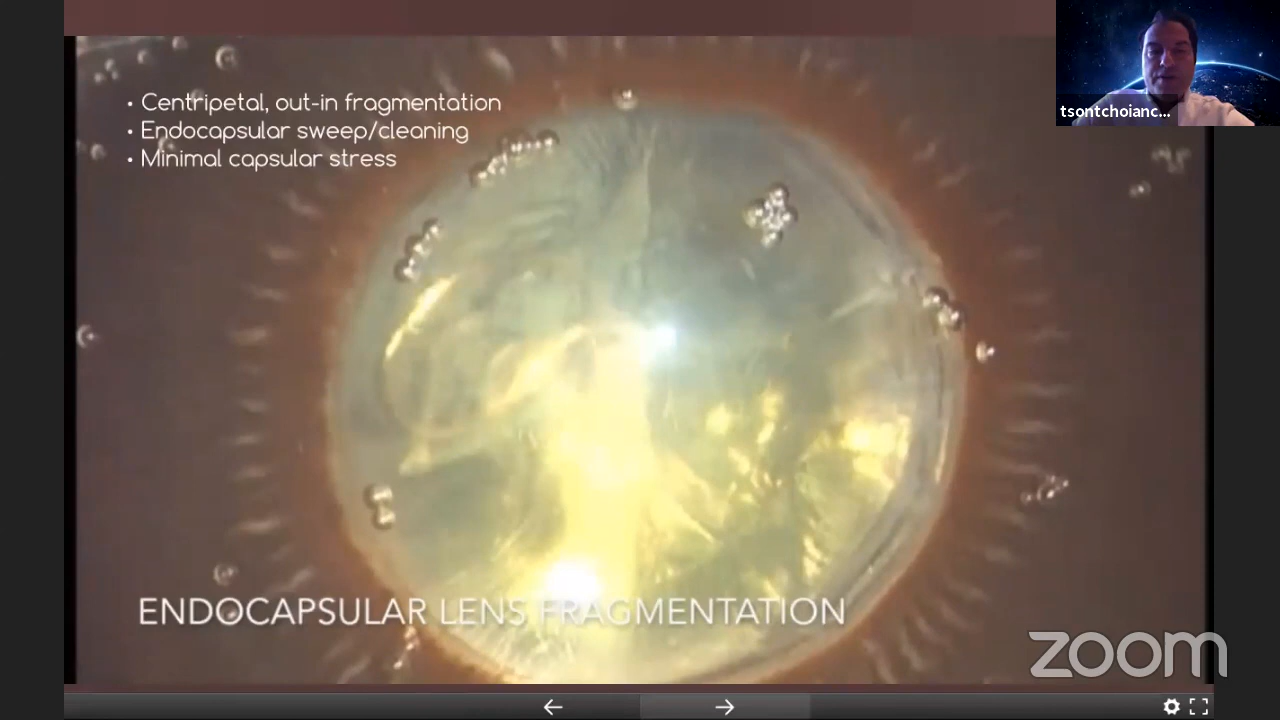 • Centripetal, out-in fragmentation
• Endocapsular sweep/cleaning
• Minimal capsular stress
tsontchoianc...
ENDOCAPSULAR LENS FRAGMENTATION
zoom